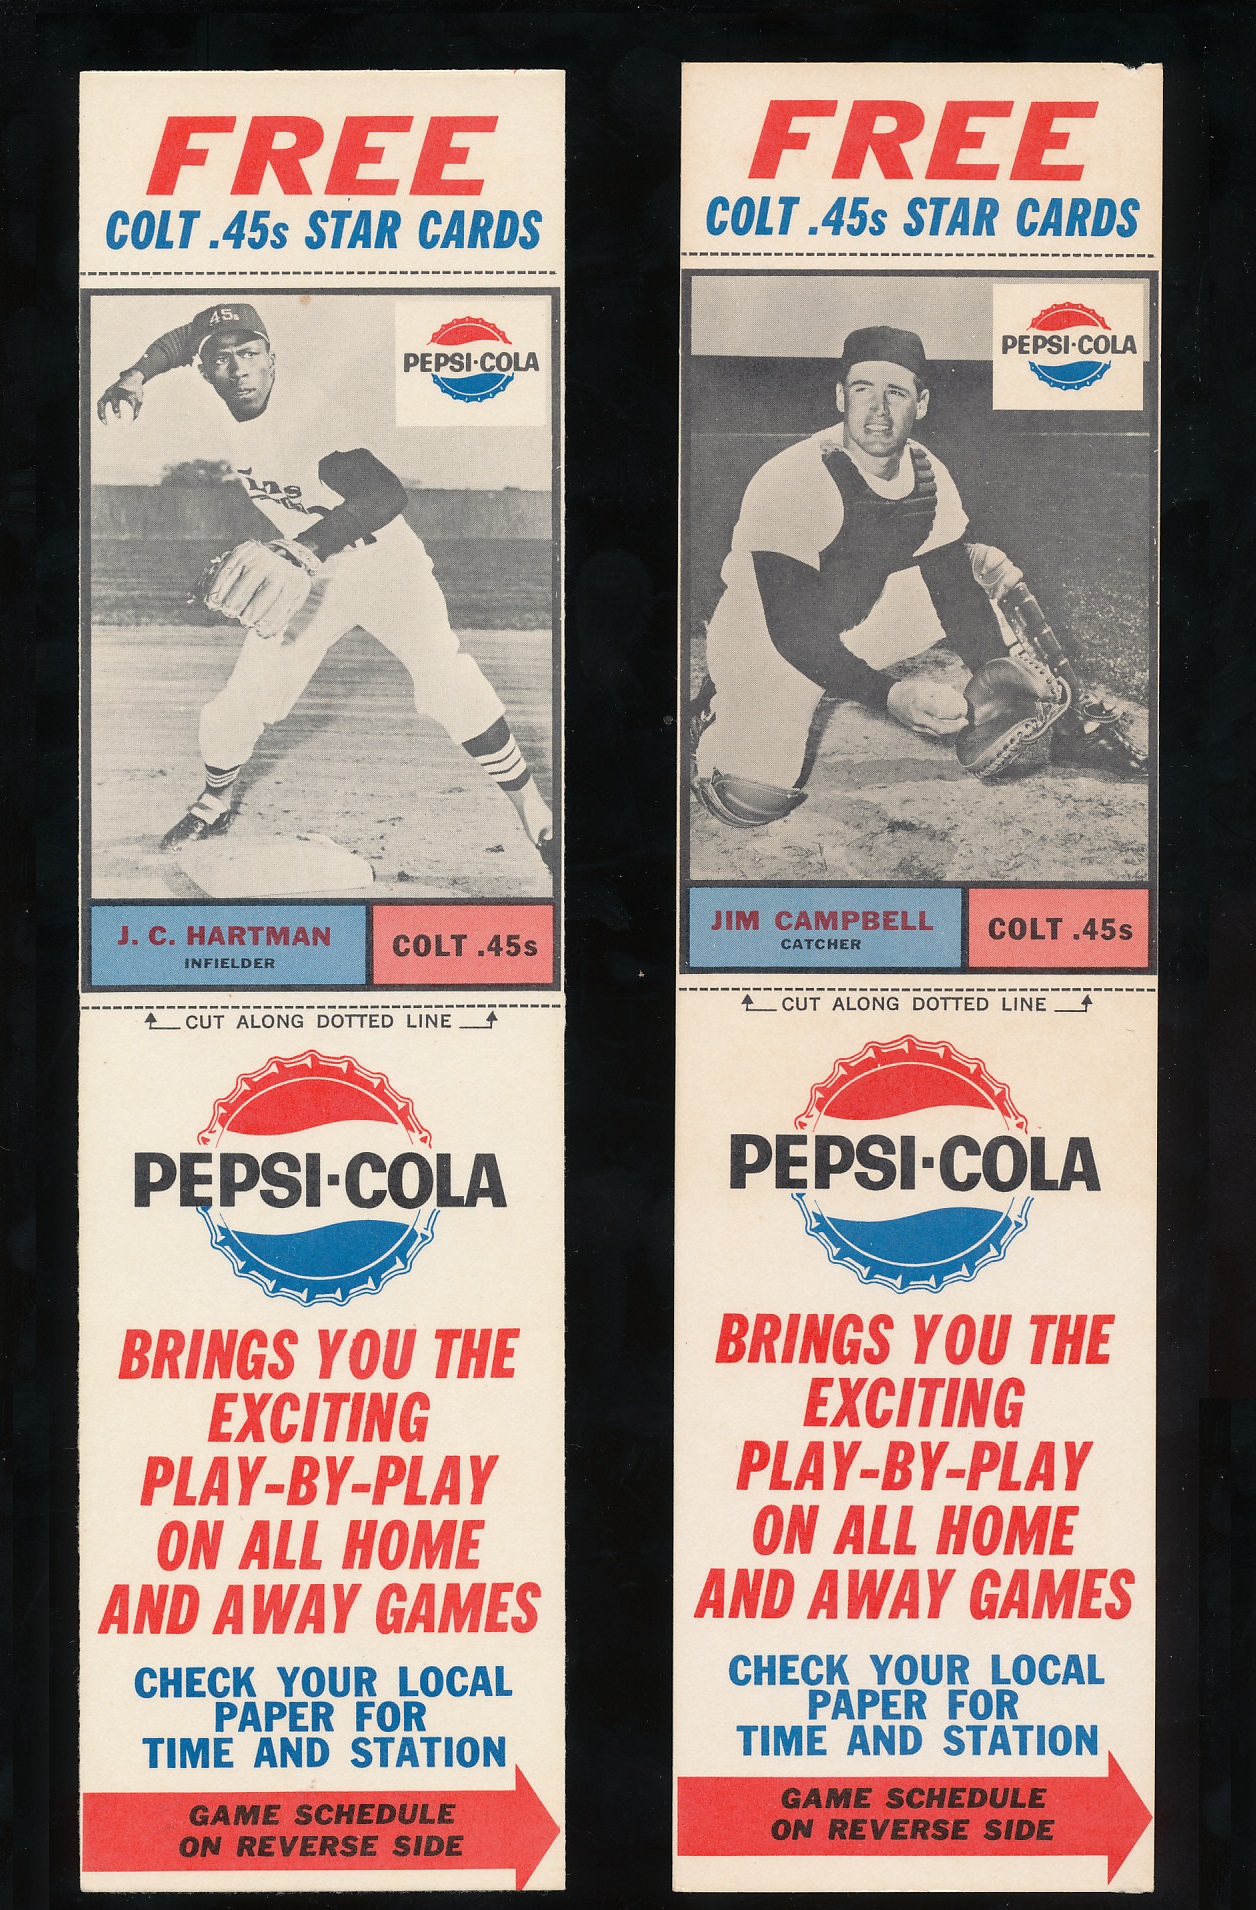 FREE
COLT .45s STAR CARDS
45s
PEPSI·COLA
J. C. HARTMAN
INFIELDER
COLT .45s
CUT ALONG DOTTED LINE
PEPSI·COLA
BRINGS YOU THE
EXCITING
PLAY-BY-PLAY
ON ALL HOME
AND AWAY GAMES
CHECK YOUR LOCAL
PAPER FOR
TIME AND STATION
GAME SCHEDULE
ON REVERSE SIDE
FREE
COLT .45s STAR CARDS
PEPSI·COLA
JIM CAMPBELL
CATCHER
COLT .45s
CUT ALONG DOTTED LINE
PEPSI·COLA
BRINGS YOU THE
EXCITING
PLAY-BY-PLAY
ON ALL HOME
AND AWAY GAMES
CHECK YOUR LOCAL
PAPER FOR
TIME AND STATION
GAME SCHEDULE
ON REVERSE SIDE